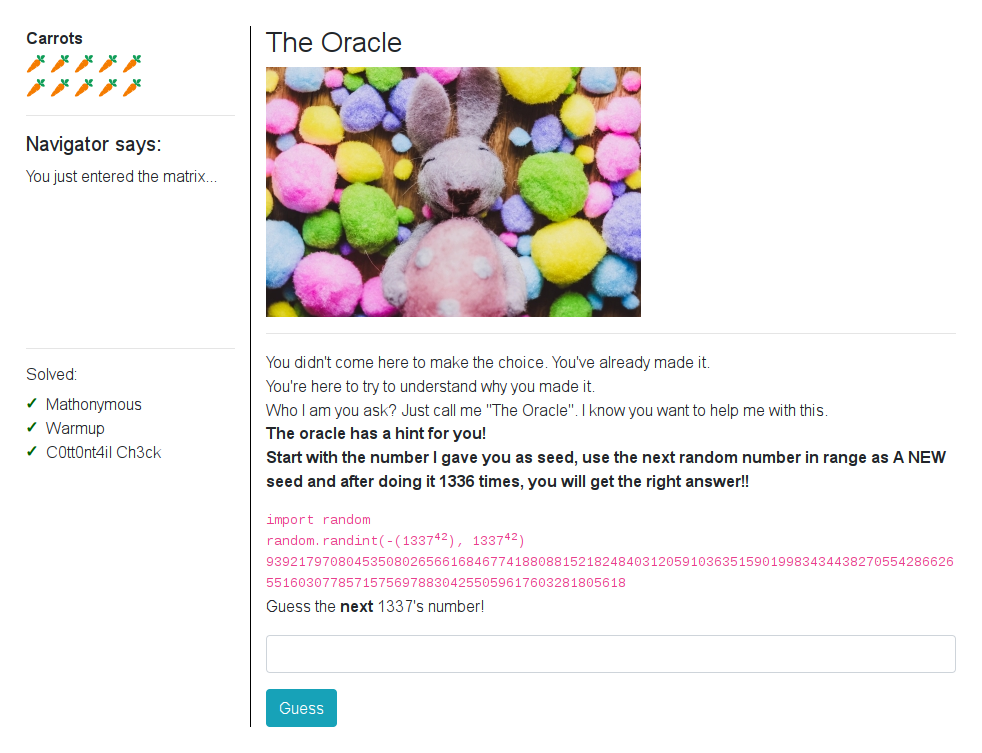 Carrots
Navigator says:
You just entered the matrix...
Solved:
✓ Mathonymous
✓ Warmup
✓ C0tt0nt4il Ch3ck
The Oracle
You didn't come here to make the choice. You've already made it.
You're here to try to understand why you made it.
Who I am you ask? Just call me "The Oracle". I know you want to help me with this.
The oracle has a hint for you!
Start with the number I gave you as seed, use the next random number in range as A NEW
seed and after doing it 1336 times, you will get the right answer!!
import random
random.randint(-(1337⁴²), 1337⁴²)
93921797080453508026566168467741880881521824840312059103635159019983434438270554286626
55160307785715756978830425505961760328180561​8
Guess the next 1337's number!
Guess